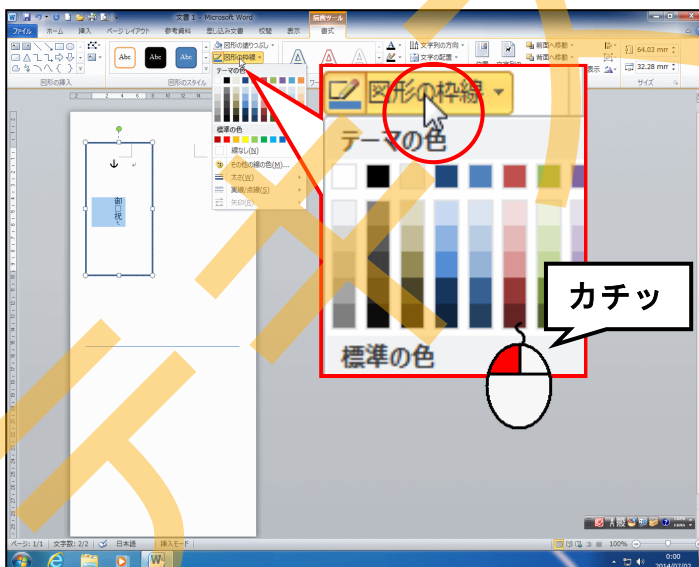 文書 1 - Microsoft Word
描画ツール
ファイル
ホーム
挿入
ページ レイアウト
参考資料
差し込み文書
校閲
表示
書式
Abc
Abc
Abc
図形の塗りつぶし
図形の枠線
文字列の方向
文字列の配置
前面へ移動
背面へ移動
64.03 mm
32.28 mm
図形の挿入
図形のスタイル
サイズ
テーマの色
標準の色
線なし(N)
その他の線の色(M)...
太さ(W)
実線/点線(S)
矢印(R)
図形の枠線
テーマの色
標準の色
カチッ
ページ: 1/1
文字数: 2/2
日本語
挿入モード
100%
0:00
2014/07/02